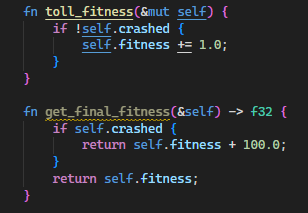 fn toll_fitness(&mut self) {
if !self.crashed {
self.fitness += 1.0;
}
}
fn get_final_fitness(&self) -> f32 {
if self.crashed {
return self.fitness + 100.0;
}
return self.fitness;
}